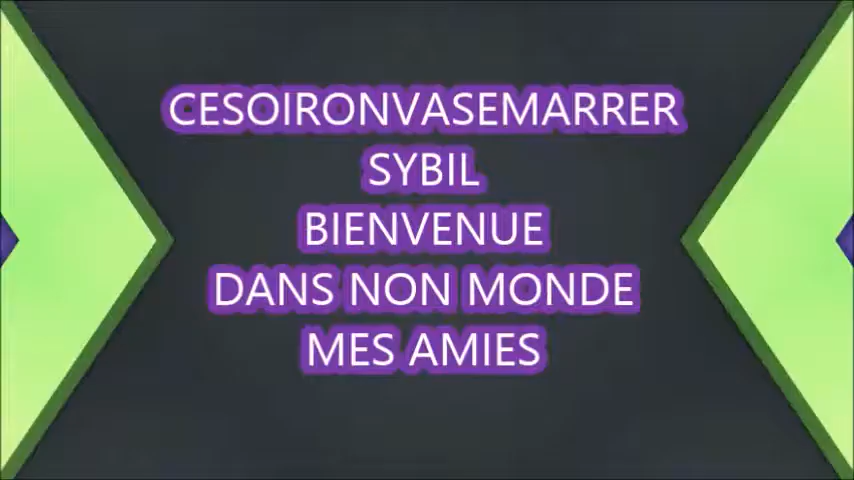 CESOIRONVASEMARRER
SYBIL
BIENVENUE
DANS NON MONDE
MES AMIES